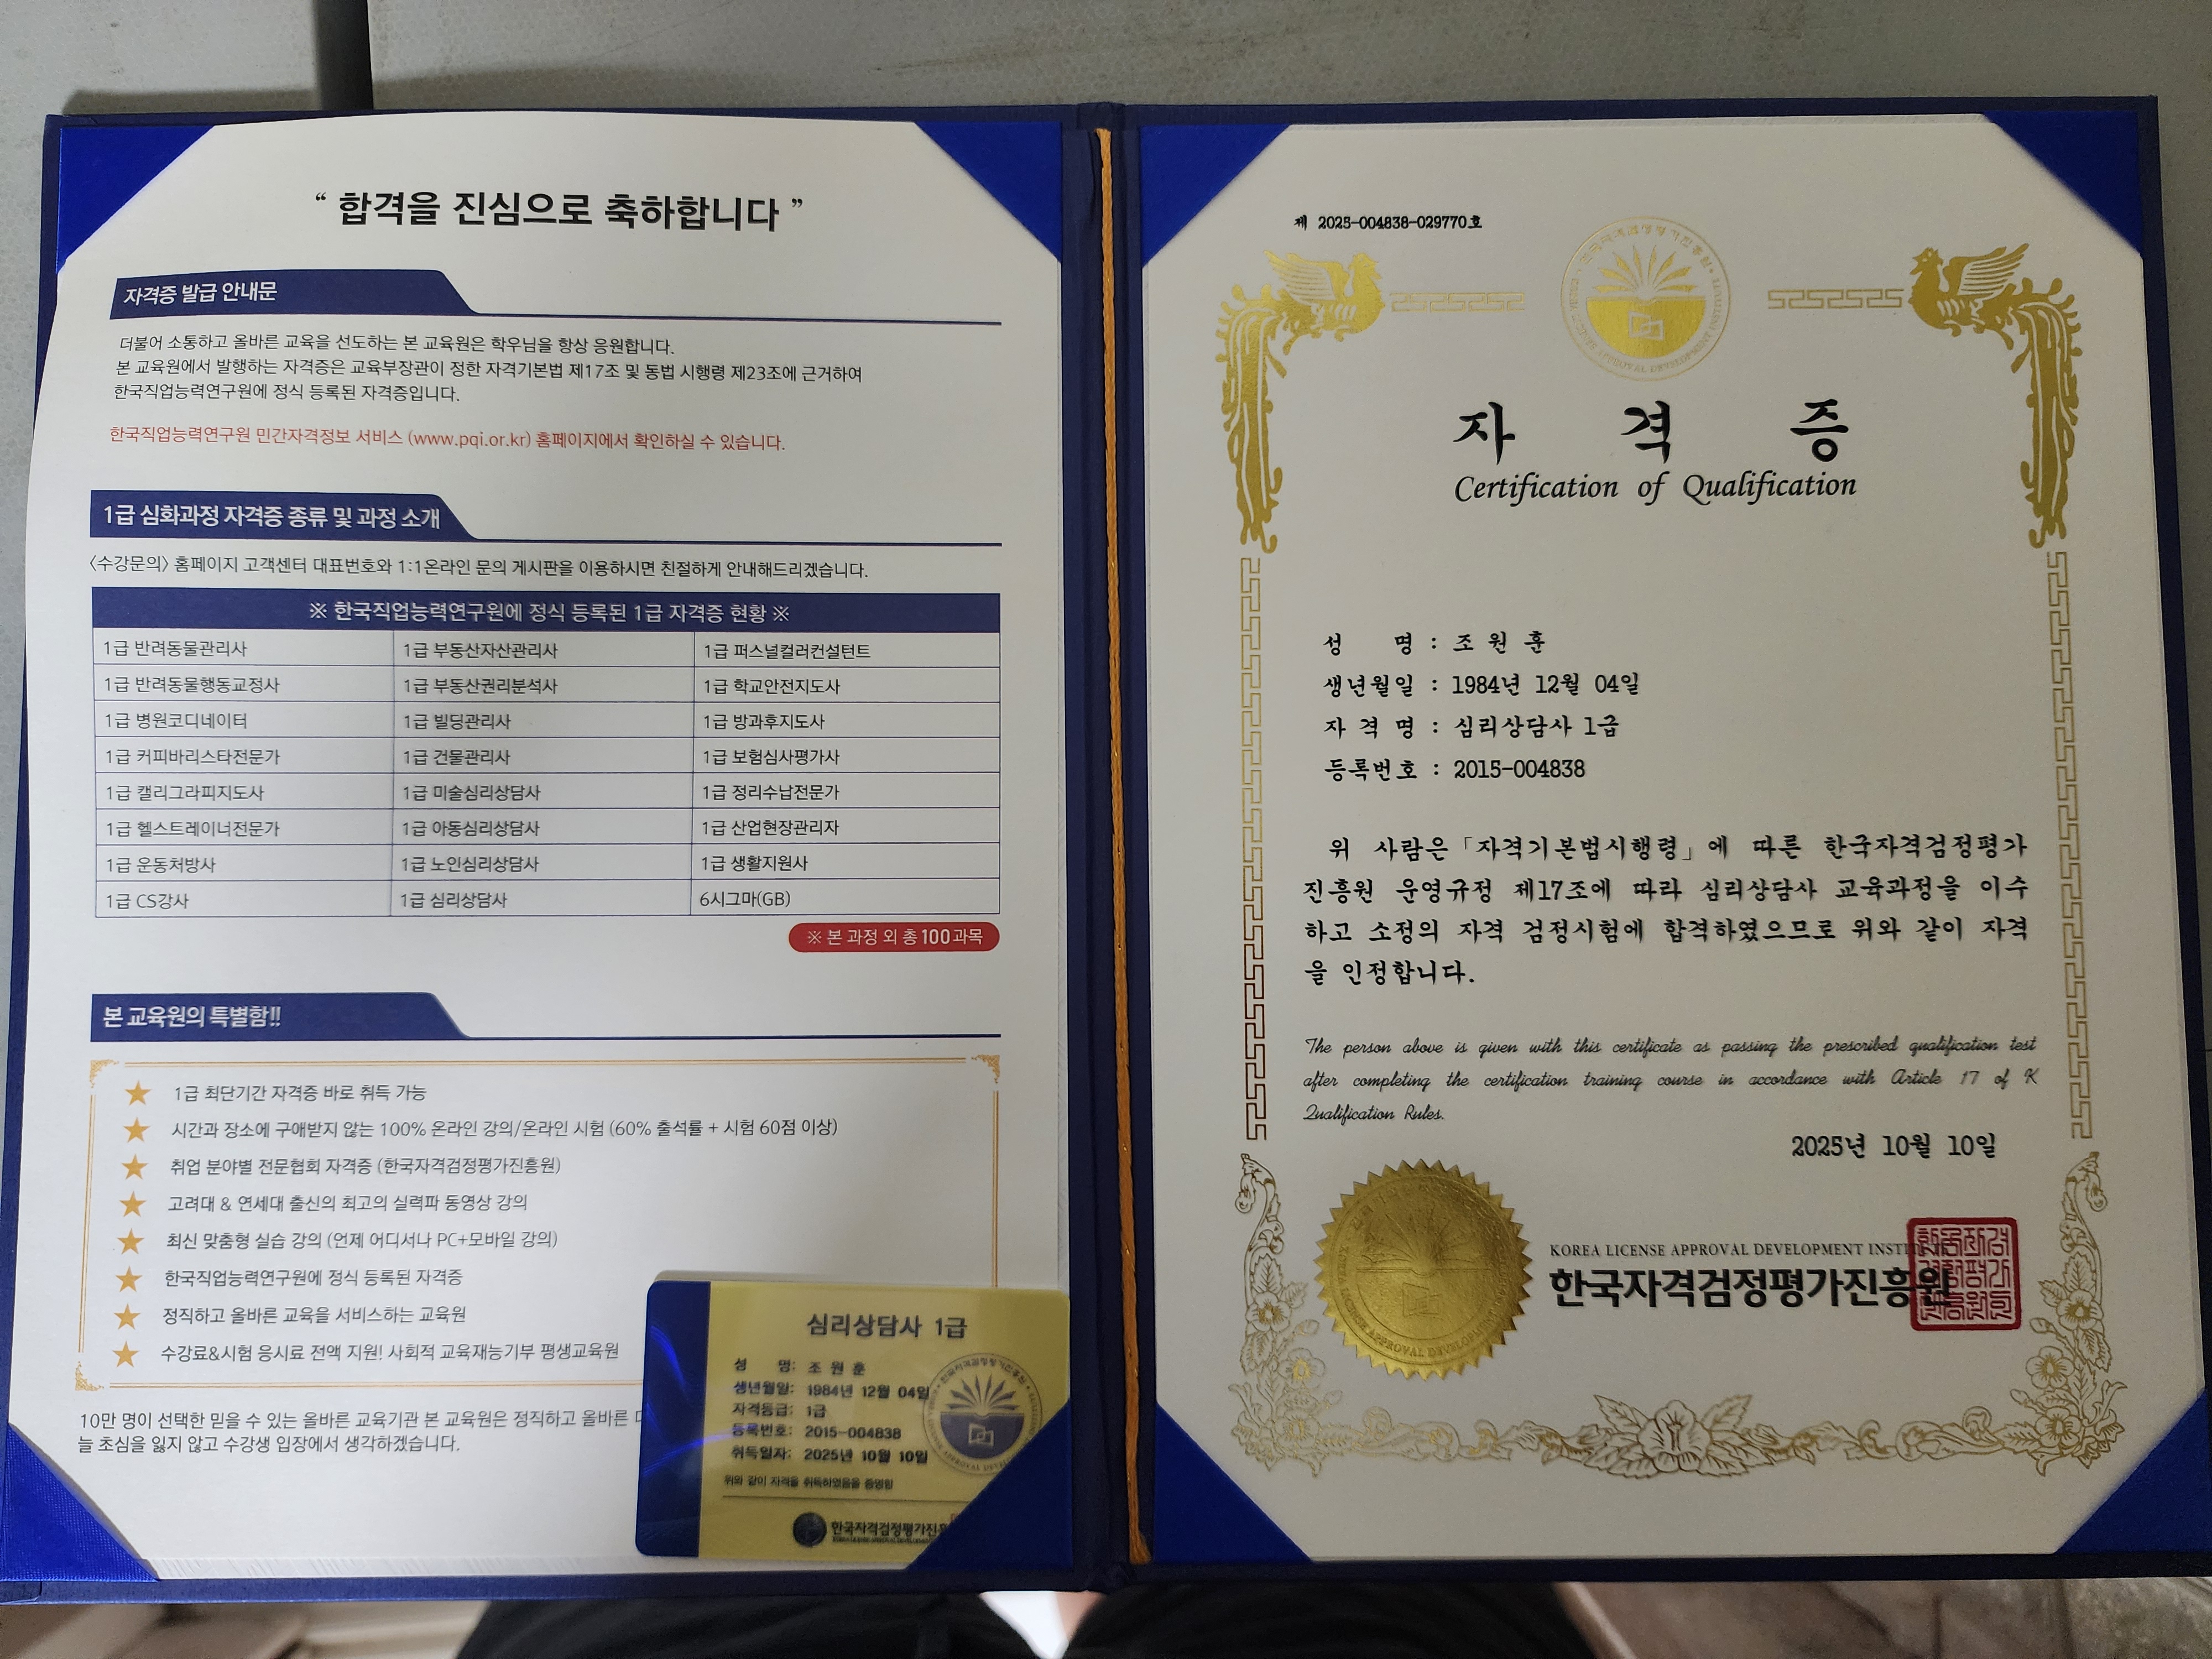 “ 합격을 진심으로 축하합니다 ”
자격증 발급 안내문
더불어 소통하고 올바른 교육을 선도하는 본 교육원은 학우님을 항상 응원합니다.
본 교육원에서 발행하는 자격증은 교육부장관이 정한 자격기본법 제17조 및 동법 시행령 제23조에 근거하여
한국직업능력연구원에 정식 등록된 자격증입니다.
한국직업능력연구원 민간자격정보 서비스 (www.pqi.or.kr) 홈페이지에서 확인하실 수 있습니다.
1급 심화과정 자격증 종류 및 과정 소개
〈수강문의〉 홈페이지 고객센터 대표번호와 1:1온라인 문의 게시판을 이용하시면 친절하게 안내해드리겠습니다.
※ 한국직업능력연구원에 정식 등록된 1급 자격증 현황 ※
1급 반려동물관리사 1급 부동산자산관리사 1급 퍼스널컬러컨설턴트
1급 반려동물행동교정사 1급 부동산권리분석사 1급 학교안전지도사
1급 병원코디네이터 1급 빌딩관리사 1급 방과후지도사
1급 커피바리스타전문가 1급 건물관리사 1급 보험심사평가사
1급 캘리그라피지도사 1급 미술심리상담사 1급 정리수납전문가
1급 헬스트레이너전문가 1급 아동심리상담사 1급 산업현장관리자
1급 운동처방사 1급 노인심리상담사 1급 생활지원사
1급 CS강사 1급 심리상담사 6시그마(GB)
※ 본 과정 외 총 100과목
본 교육원의 특별함!!
1급 최단기간 자격증 바로 취득 가능
시간과 장소에 구애받지 않는 100% 온라인 강의/온라인 시험 (60% 출석률 + 시험 60점 이상)
취업 분야별 전문협회 자격증 (한국자격검정평가진흥원)
고려대 & 연세대 출신의 최고의 실력파 동영상 강의
최신 맞춤형 실습 강의 (언제 어디서나 PC+모바일 강의)
한국직업능력연구원에 정식 등록된 자격증
정직하고 올바른 교육을 서비스하는 교육원
수강료&시험 응시료 전액 지원! 사회적 교육재능기부 평생교육원
10만 명이 선택한 믿을 수 있는 올바른 교육기관 본 교육원은 정직하고 올바른
늘 초심을 잃지 않고 수강생 입장에서 생각하겠습니다.
심리상담사 1급
성 명: 조 원 훈
생년월일: 1984년 12월 04일
자격등급: 1급
등록번호: 2015-004838
취득일자: 2025년 10월 10일
위와 같이 자격을 취득하였음을 증명함
한국자격검정평가진흥
제 2025-004838-029770호
자 격 증
Certification of Qualification
성 명 : 조 원 훈
생년월일 : 1984년 12월 04일
자 격 명 : 심리상담사 1급
등록번호 : 2015-004838
위 사람은「자격기본법시행령」에 따른 한국자격검정평가
진흥원 운영규정 제17조에 따라 심리상담사 교육과정을 이수
하고 소정의 자격 검정시험에 합격하였으므로 위와 같이 자격
을 인정합니다.
The person above is given with this certificate as passing the prescribed qualification test
after completing the certification training course in accordance with Article 17 of K
Qualification Rules.
2025년 10월 10일
KOREA LICENSE APPROVAL DEVELOPMENT INSTITUTE
한국자격검정평가진흥원